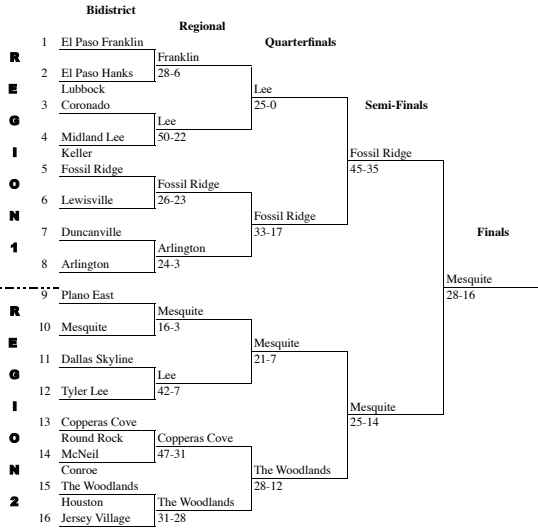 Bidistrict
Regional
1 El Paso Franklin
Quarterfinals
R
Franklin
2 El Paso Hanks
28-6
E
Lubbock
Lee
3 Coronado
25-0
Semi-Finals
G
Lee
4 Midland Lee
50-22
I
Keller
Fossil Ridge
5 Fossil Ridge
45-35
O
Fossil Ridge
6 Lewisville
26-23
N
Fossil Ridge
7 Duncanville
33-17
Finals
1
Arlington
8 Arlington
24-3
Mesquite
9 Plano East
28-16
R
Mesquite
10 Mesquite
16-3
E
Mesquite
11 Dallas Skyline
21-7
G
Lee
12 Tyler Lee
42-7
I
Mesquite
13 Copperas Cove
25-14
O
Round Rock
Copperas Cove
14 McNeil
47-31
N
Conroe
The Woodlands
15 The Woodlands
28-12
2
Houston
The Woodlands
16 Jersey Village
31-28